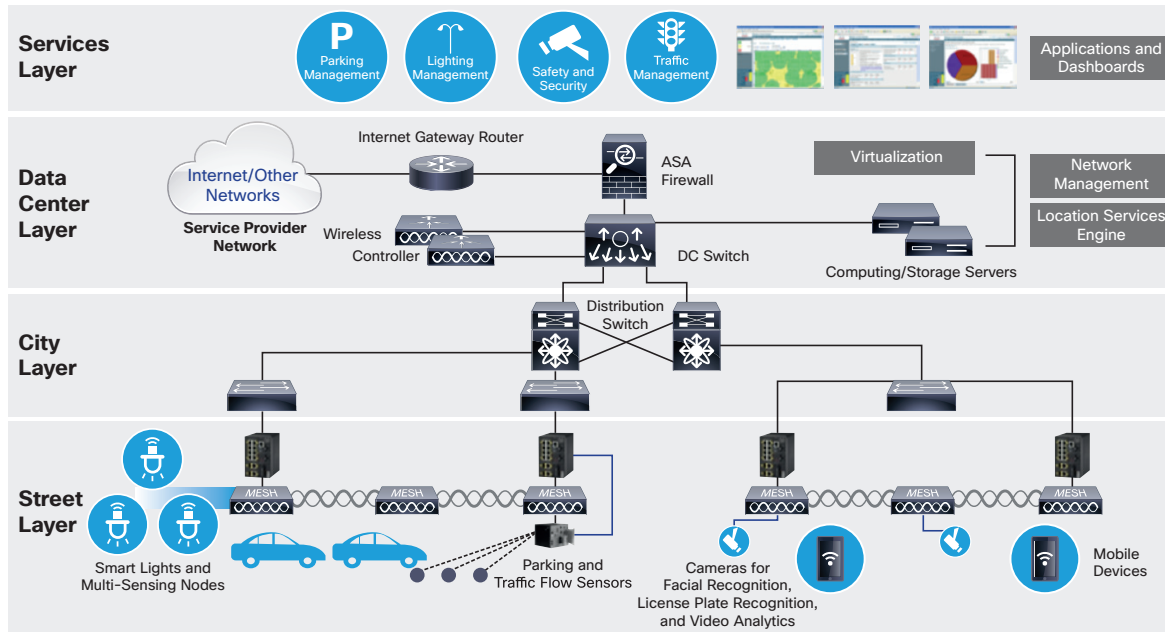 Services
Layer
P
Parking
Management
Lighting
Management
Safety and
Security
Traffic
Management
Applications and
Dashboards
Data
Center
Layer
Internet/Other
Networks
Service Provider
Network
Internet Gateway Router
ASA
Firewall
Wireless
Controller
DC Switch
Virtualization
Network
Management
Location Services
Engine
Computing/Storage Servers
City
Layer
Distribution
Switch
Street
Layer
MESH
MESH
MESH
MESH
MESH
MESH
Smart Lights and
Multi-Sensing Nodes
Parking and
Traffic Flow Sensors
Cameras for
Facial Recognition,
License Plate Recognition,
and Video Analytics
Mobile
Devices